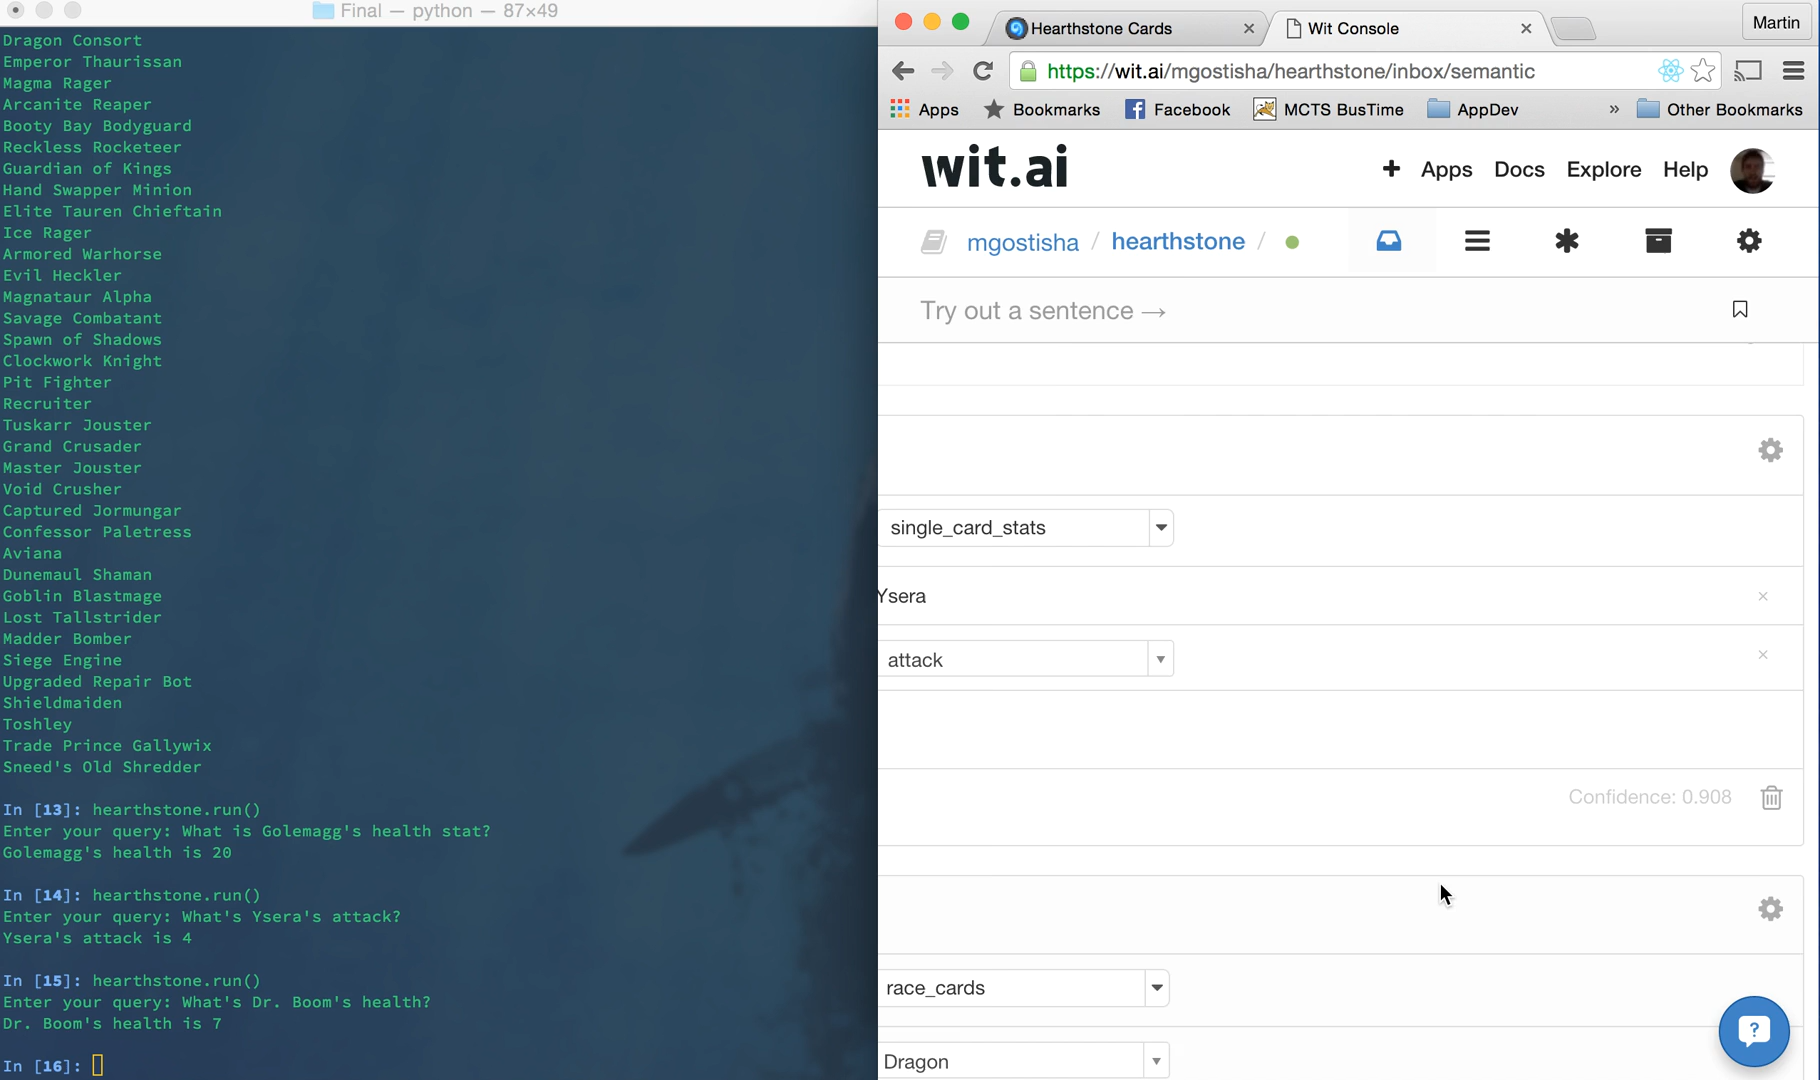 Final — python — 87×49
Dragon Consort
Emperor Thaurissan
Magma Rager
Arcanite Reaper
Booty Bay Bodyguard
Reckless Rocketeer
Guardian of Kings
Hand Swapper Minion
Elite Tauren Chieftain
Ice Rager
Armored Warhorse
Evil Heckler
Magnataur Alpha
Savage Combatant
Spawn of Shadows
Clockwork Knight
Pit Fighter
Recruiter
Tuskarr Jouster
Grand Crusader
Master Jouster
Void Crusher
Captured Jormungar
Confessor Paletress
Aviana
Dunemaul Shaman
Goblin Blastmage
Lost Tallstrider
Madder Bomber
Siege Engine
Upgraded Repair Bot
Shieldmaiden
Toshley
Trade Prince Gallywix
Sneed's Old Shredder
In [13]: hearthstone.run()
Enter your query: What is Golemagg's health stat?
Golemagg's health is 20
In [14]: hearthstone.run()
Enter your query: What's Ysera's attack?
Ysera's attack is 4
In [15]: hearthstone.run()
Enter your query: What's Dr. Boom's health?
Dr. Boom's health is 7
In [16]:
Hearthstone Cards × Wit Console × Martin
https://wit.ai/mgostisha/hearthstone/inbox/semantic
Apps Bookmarks Facebook MCTS BusTime AppDev » Other Bookmarks
wit.ai + Apps Docs Explore Help
mgostisha / hearthstone /
Try out a sentence →
single_card_stats
Ysera ×
attack ×
Confidence: 0.908
race_cards
Dragon